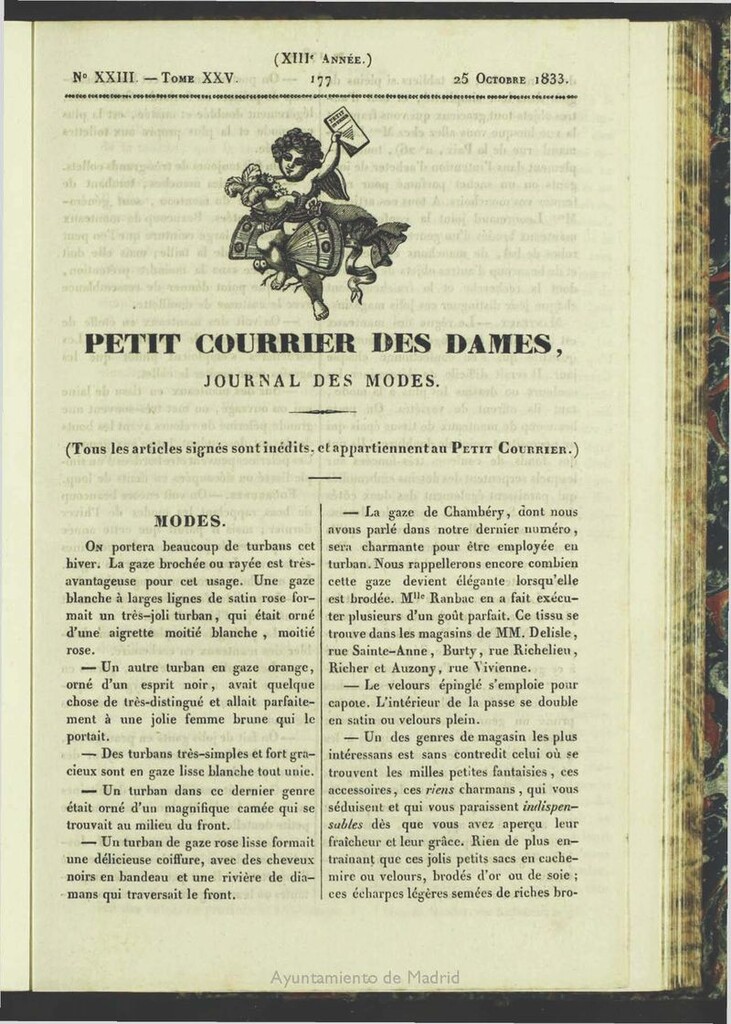 (XIIIe Année.)
No XXIII. — Tome XXV. 177 25 Octobre 1833.
PETIT COURRIER
PETIT COURRIER DES DAMES,
JOURNAL DES MODES.
(Tous les articles signés sont inédits, et appartiennent au Petit Courrier.)
MODES.
On portera beaucoup de turbans cet
hiver. La gaze brochée ou rayée est très-
avantageuse pour cet usage. Une gaze
blanche à larges lignes de satin rose for-
mait un très-joli turban, qui était orné
d'une aigrette moitié blanche, moitié
rose.
— Un autre turban en gaze orange,
orné d'un esprit noir, avait quelque
chose de très-distingué et allait parfaite-
ment à une jolie femme brune qui le
portait.
— Des turbans très-simples et fort gra-
cieux sont en gaze lisse blanche tout unie.
— Un turban dans ce dernier genre
était orné d'un magnifique camée qui se
trouvait au milieu du front.
— Un turban de gaze rose lisse formait
une délicieuse coiffure, avec des cheveux
noirs en bandeau et une rivière de dia-
mans qui traversait le front.
— La gaze de Chambéry, dont nous
avons parlé dans notre dernier numéro,
sera charmante pour être employée en
turban. Nous rappellerons encore combien
cette gaze devient élégante lorsqu'elle
est brodée. Mlle Ranbac en a fait exécu-
ter plusieurs d'un goût parfait. Ce tissu se
trouve dans les magasins de MM. Delisle,
rue Sainte-Anne, Burty, rue Richelieu,
Richer et Auzony, rue Vivienne.
— Le velours épinglé s'emploie pour
capote. L'intérieur de la passe se double
en satin ou velours plein.
— Un des genres de magasin les plus
intéressans est sans contredit celui où se
trouvent les milles petites fantaisies, ces
accessoires, ces riens charmans, qui vous
séduisent et qui vous paraissent indispen-
sables dès que vous avez aperçu leur
fraîcheur et leur grâce. Rien de plus en-
trainant que ces jolis petits sacs en cache-
mire ou velours, brodés d'or ou de soie ;
ces écharpes légères semées de riches bro-
Ayuntamiento de Madrid